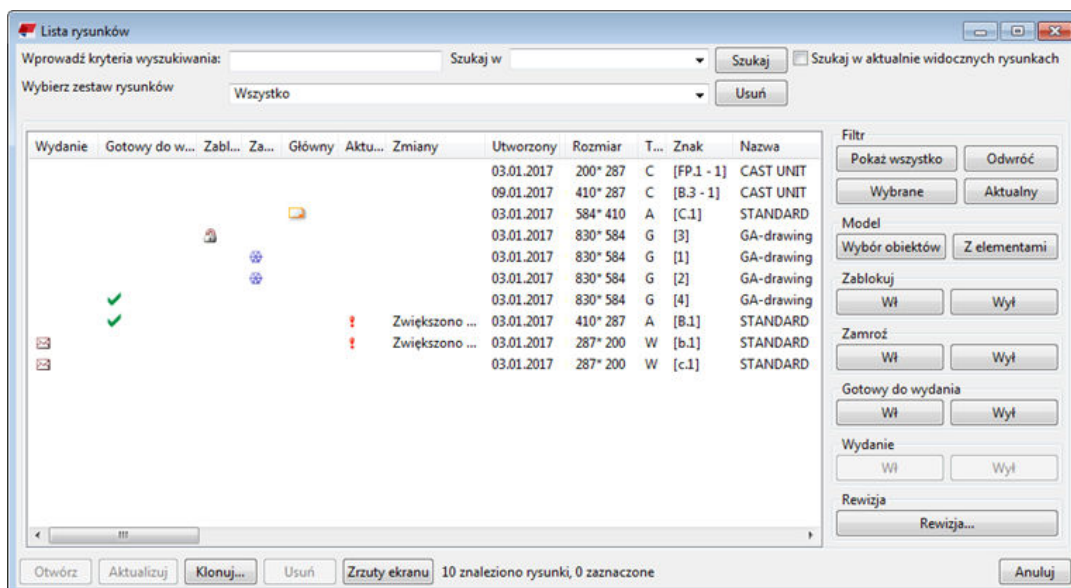 Lista rysunków
Wprowadź kryteria wyszukiwania: Szukaj w Szukaj Szukaj w aktualnie widocznych rysunkach
Wybierz zestaw rysunków Wszystko Usuń
Wydanie Gotowy do w... Zabl... Za... Główny Aktu... Zmiany Utworzony Rozmiar T... Znak Nazwa
03.01.2017 200* 287 C [FP.1 - 1] CAST UNIT
09.01.2017 410* 287 C [B.3 - 1] CAST UNIT
03.01.2017 584* 410 A [C.1] STANDARD
03.01.2017 830* 584 G [3] GA-drawing
03.01.2017 830* 584 G [1] GA-drawing
03.01.2017 830* 584 G [2] GA-drawing
03.01.2017 830* 584 G [4] GA-drawing
Zwiększono ... 03.01.2017 410* 287 A [B.1] STANDARD
Zwiększono ... 03.01.2017 287* 200 W [b.1] STANDARD
03.01.2017 287* 200 W [c.1] STANDARD
Filtr
Pokaż wszystko Odwróć
Wybrane Aktualny
Model
Wybór obiektów Z elementami
Zablokuj
Wł Wył
Zamroź
Wł Wył
Gotowy do wydania
Wł Wył
Wydanie
Wł Wył
Rewizja
Rewizja...
Otwórz Aktualizuj Klonuj... Usuń Zrzuty ekranu 10 znaleziono rysunki, 0 zaznaczone Anuluj